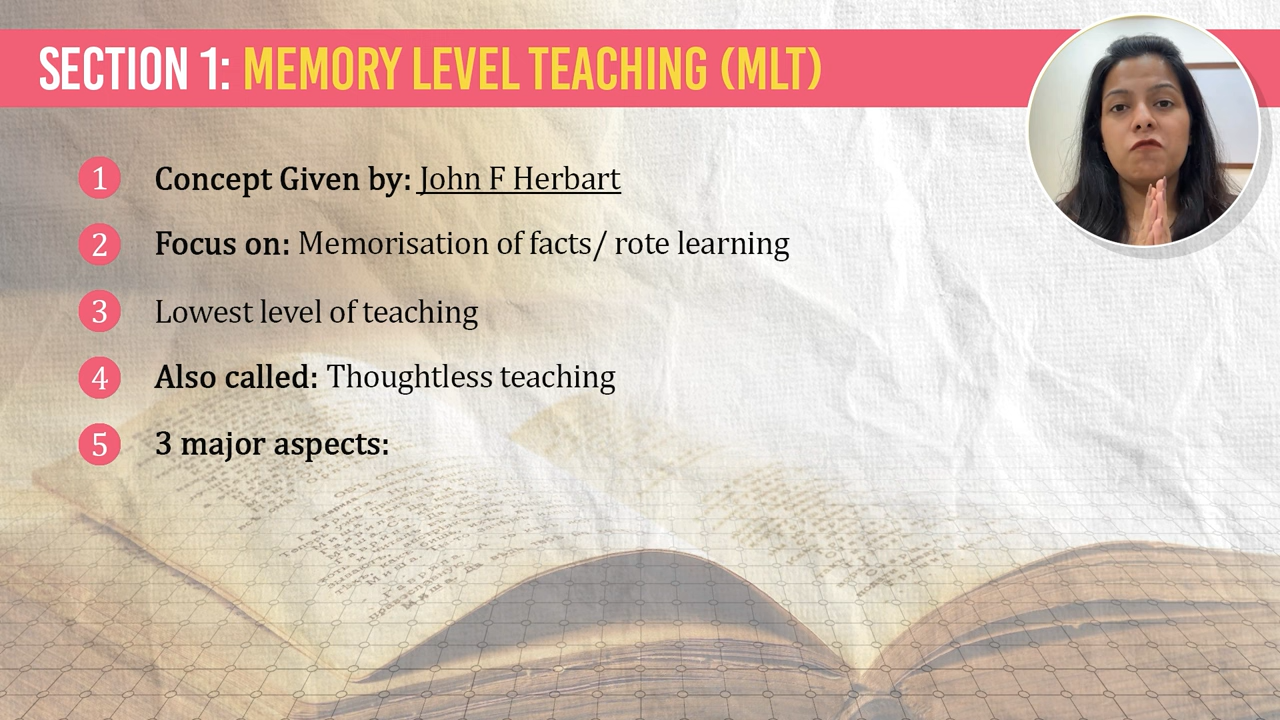 SECTION 1: MEMORY LEVEL TEACHING (MLT)
1 Concept Given by: John F Herbart
2 Focus on: Memorisation of facts/ rote learning
3 Lowest level of teaching
4 Also called: Thoughtless teaching
5 3 major aspects: